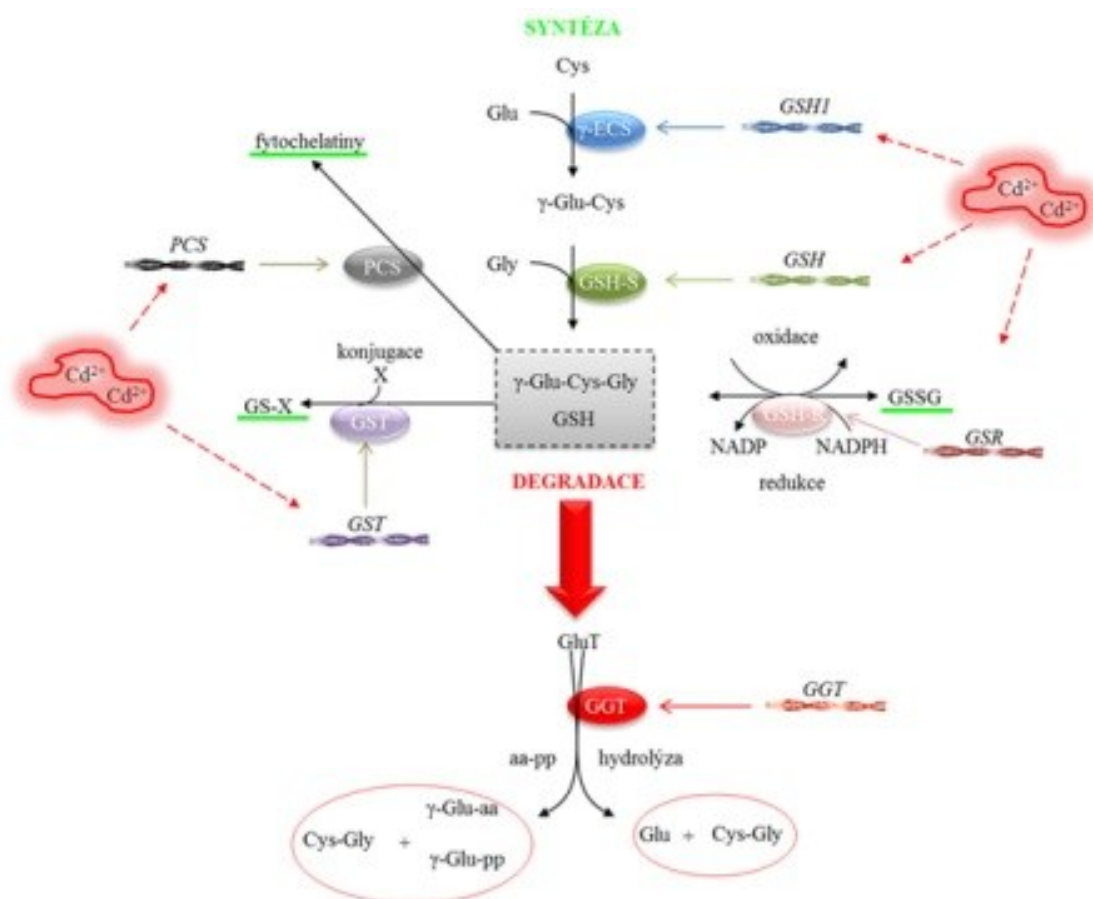 SYNTÉZA
Cys
Glu
γ-ECS
GSH1
fytochelatiny
Cd²⁺
Cd²⁺
γ-Glu-Cys
PCS
PCS
Gly
GSH-S
GSH
konjugace
X
oxidace
Cd²⁺
Cd²⁺
γ-Glu-Cys-Gly
GS-X
GSSG
GST
GSH
GSH-R
NADP
NADPH
GSR
DEGRADACE
redukce
GST
GluT
GGT
GGT
aa-pp
hydrolýza
γ-Glu-aa
Cys-Gly +
γ-Glu-pp
Glu + Cys-Gly